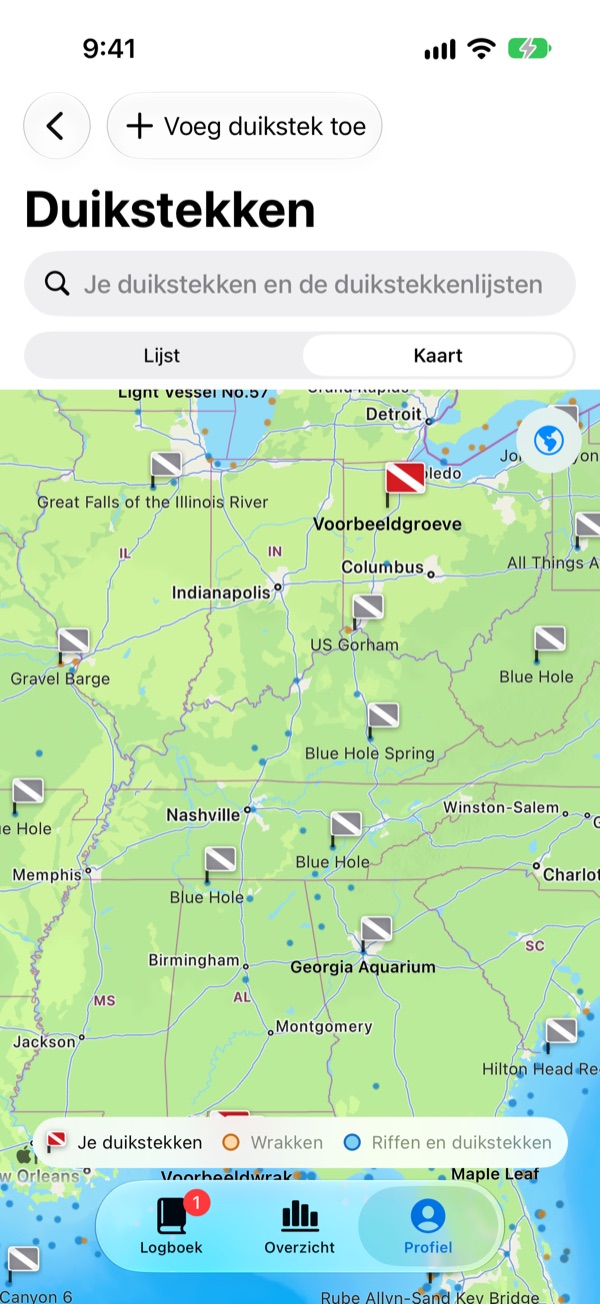 9:41
Voeg duikstek toe
Duikstekken
Je duikstekken en de duikstekkenlijsten
Lijst
Kaart
Light Vessel No.57
Detroit
Great Falls of the Illinois River
Voorbeeldgroeve
IL
IN
Columbus
All Things A
Indianapolis
US Gorham
Gravel Barge
Blue Hole
Blue Hole Spring
e Hole
Nashville
Winston-Salem
Blue Hole
Memphis
Charlot
Blue Hole
SC
Birmingham
Georgia Aquarium
MS
AL
Montgomery
Jackson
Hilton Head Re
Je duikstekken
Wrakken
Riffen en duikstekken
w Orleans
Voorbeeldwrak
Maple Leaf
1
Logboek
Overzicht
Profiel
Canyon 6
Rube Allyn-Sand Key Bridge